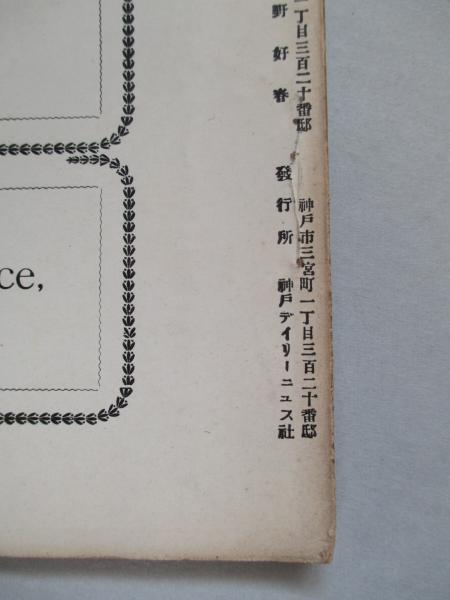 一丁目三百二十番邸
野好春
發行所
神戸市三宮町一丁目三百二十番邸
神戸デイリーニュース社
ce,